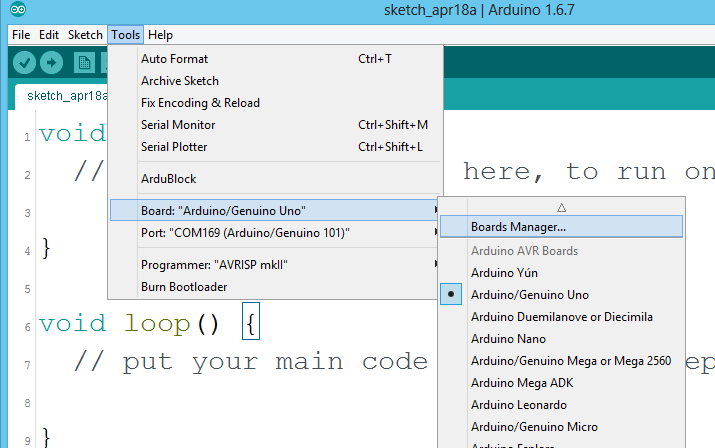 sketch_apr18a | Arduino 1.6.7
File Edit Sketch Tools Help
sketch_apr18a
Auto Format Ctrl+T
Archive Sketch
Fix Encoding & Reload
Serial Monitor Ctrl+Shift+M
Serial Plotter Ctrl+Shift+L
ArduBlock
Board: "Arduino/Genuino Uno"
Port: "COM169 (Arduino/Genuino 101)"
Programmer: "AVRISP mkII"
Burn Bootloader
Boards Manager...
Arduino AVR Boards
Arduino Yún
Arduino/Genuino Uno
Arduino Duemilanove or Diecimila
Arduino Nano
Arduino/Genuino Mega or Mega 2560
Arduino Mega ADK
Arduino Leonardo
Arduino/Genuino Micro
1 void
2 // here, to run on
3
4 }
5
6 void loop() {
7 // put your main code ep
8
9 }